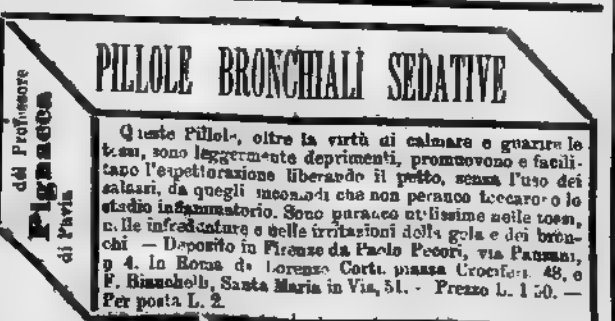 PILLOLE BRONCHIALI SEDATIVE
del Professore
Pignacca
di Pavia
Queste Pillole, oltre la virtù di calmare e guarire le
tossi, sono leggermente deprimenti, promuovono e facili-
tano l'espettorazione liberando il petto, senza l'uso dei
salassi, da quegli incomodi che non peranco toccarono lo
stadio infiammatorio. Sono puranco utilissime nelle tossi,
nelle infreddature e nelle irritazioni della gola e dei bron-
chi — Deposito in Firenze da Paolo Pecori, via Panzani,
n 4. In Roma da Lorenzo Corti, piazza Crociferi, 48, e
F. Bianchelli, Santa Maria in Via, 51. - Prezzo L. 1 50. —
Per posta L. 2.